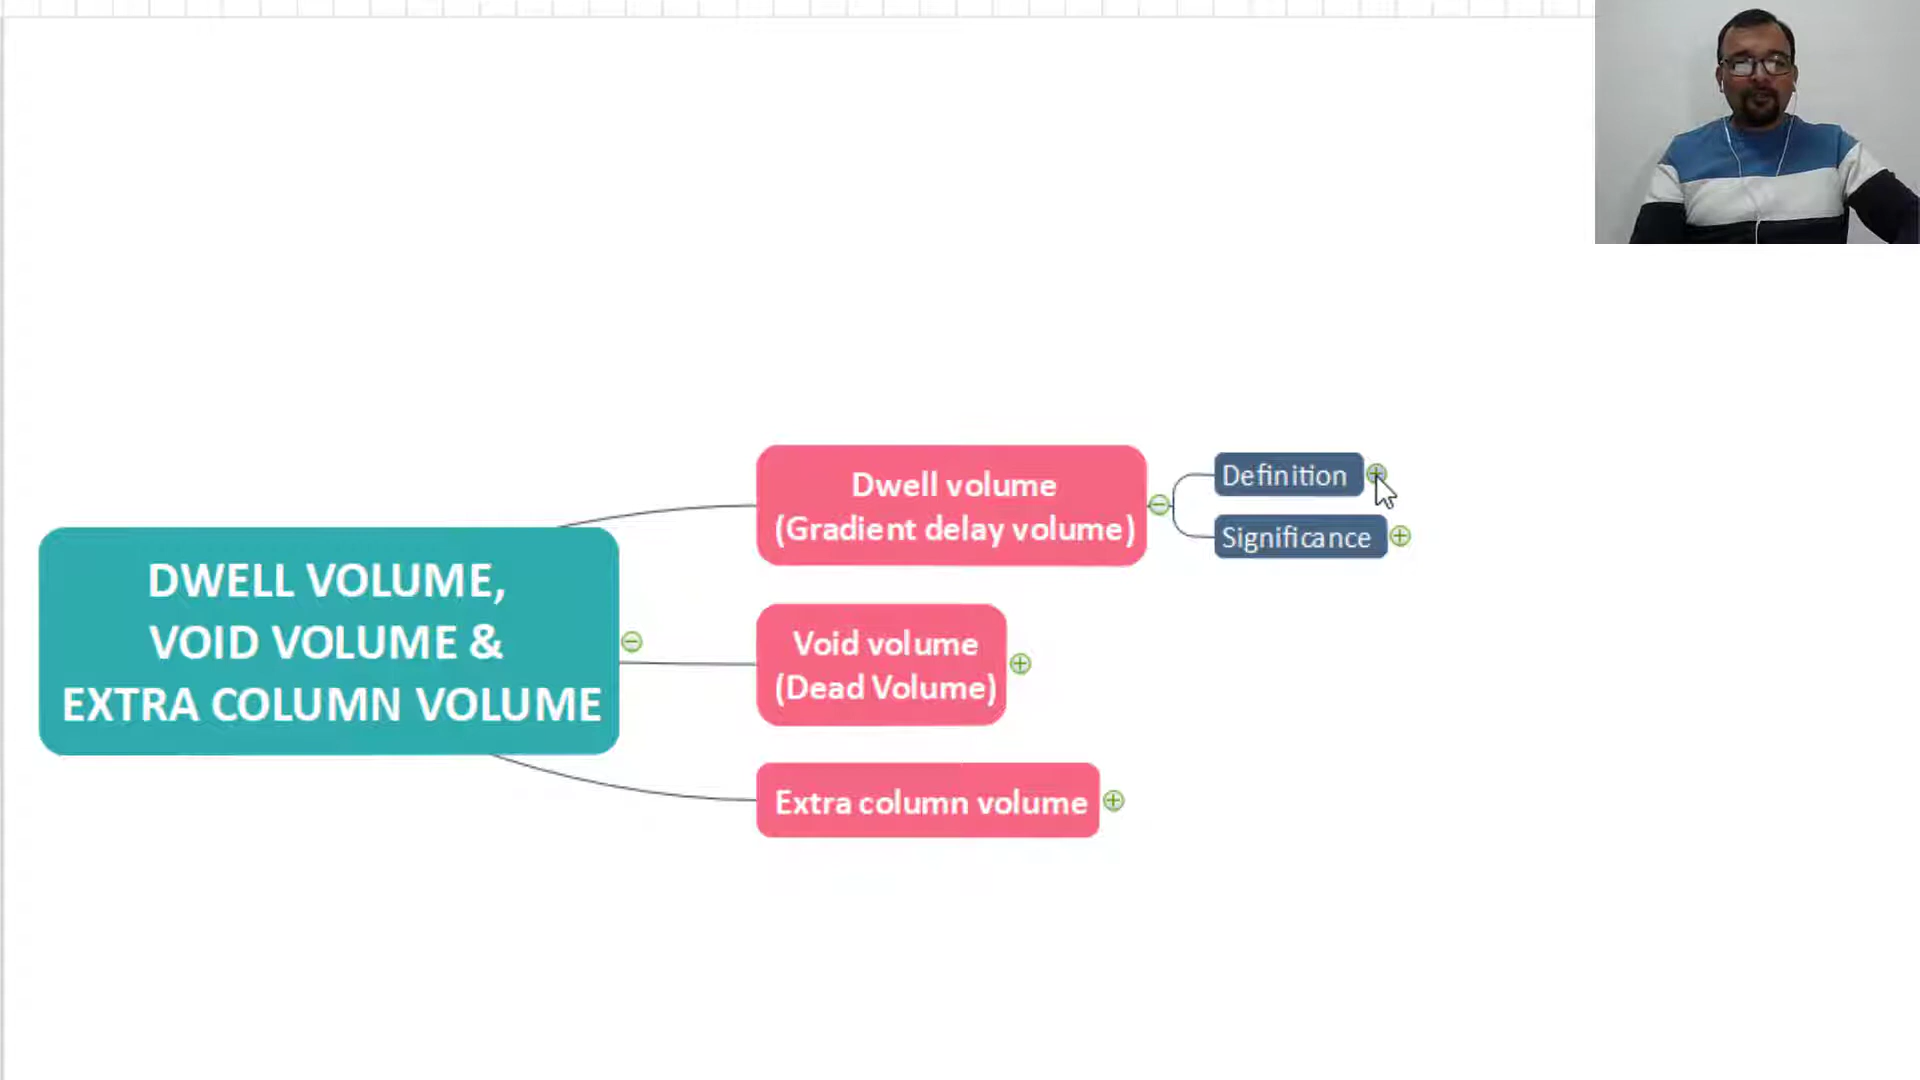 DWELL VOLUME,
VOID VOLUME &
EXTRA COLUMN VOLUME
Dwell volume
(Gradient delay volume)
Definition
Significance
Void volume
(Dead Volume)
Extra column volume